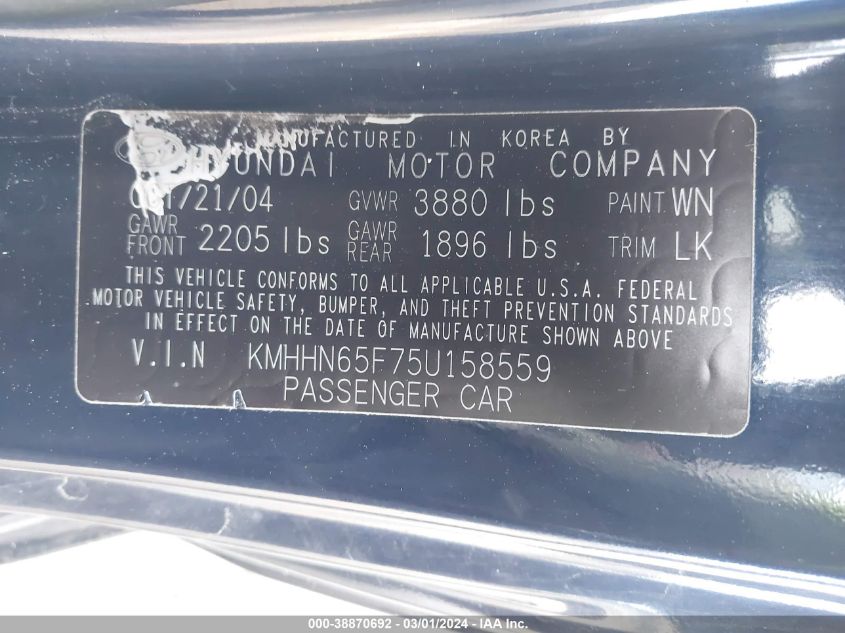 MANUFACTURED IN KOREA BY
HYUNDAI MOTOR COMPANY
/21/04 GVWR 3880 lbs PAINT WN
GAWR FRONT 2205 lbs GAWR REAR 1896 lbs TRIM LK
THIS VEHICLE CONFORMS TO ALL APPLICABLE U.S.A. FEDERAL
MOTOR VEHICLE SAFETY, BUMPER, AND THEFT PREVENTION STANDARDS
IN EFFECT ON THE DATE OF MANUFACTURE SHOWN ABOVE
V.I.N KMHHN65F75U158559
PASSENGER CAR
000-38870692 - 03/01/2024 - IAA Inc.